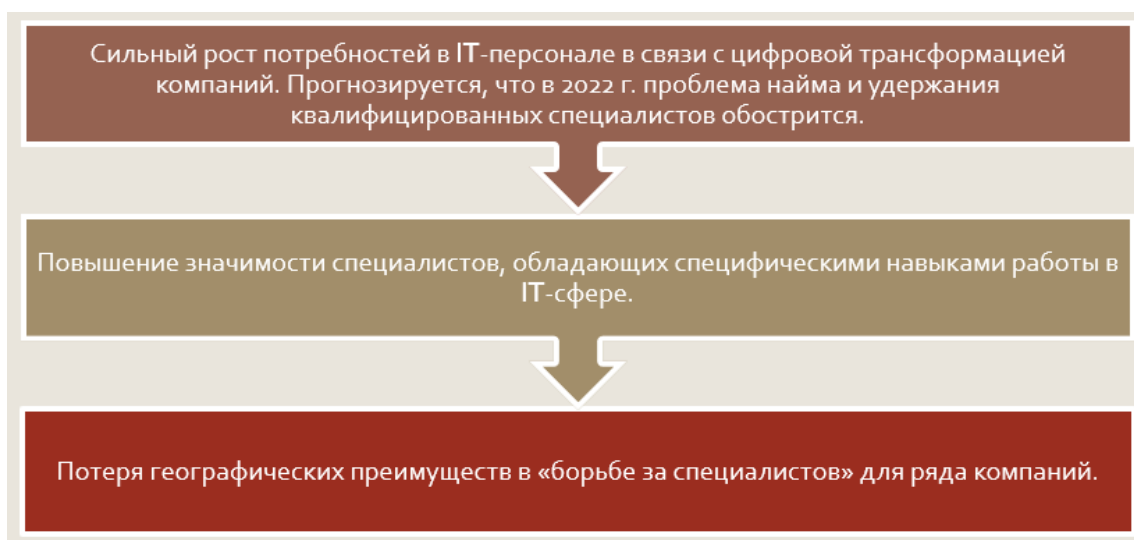 Сильный рост потребностей в IT-персонале в связи с цифровой трансформацией
компаний. Прогнозируется, что в 2022 г. проблема найма и удержания
квалифицированных специалистов обострится.
Повышение значимости специалистов, обладающих специфическими навыками работы в
IT-сфере.
Потеря географических преимуществ в «борьбе за специалистов» для ряда компаний.